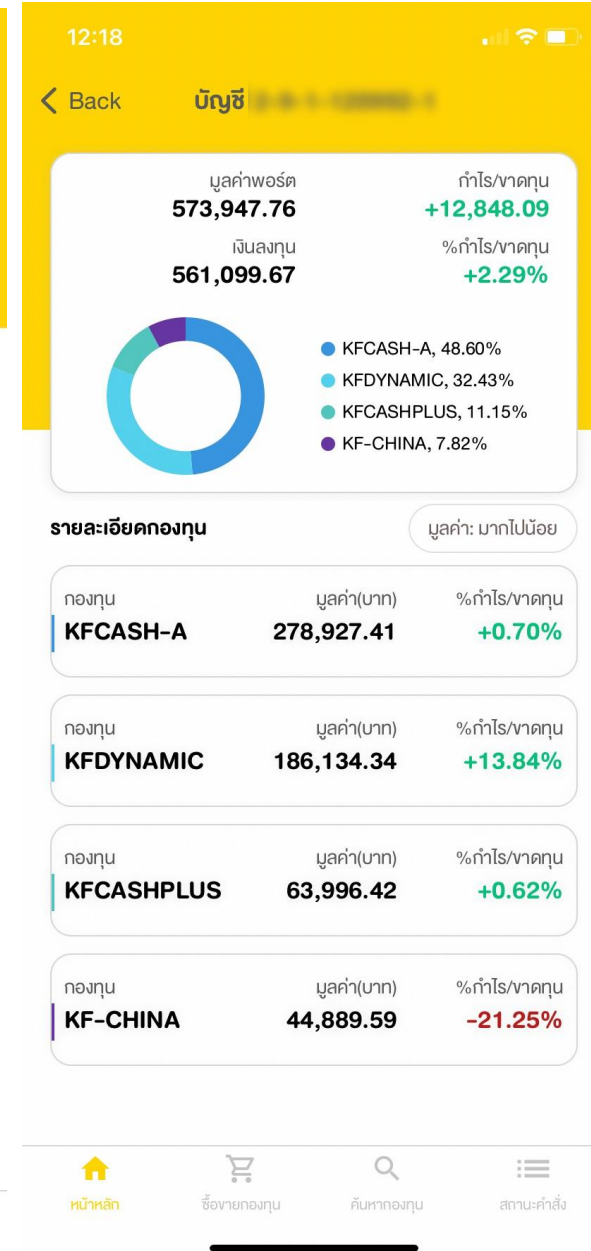 12:18
Back บัญชี
มูลค่าพอร์ต กำไร/ขาดทุน
573,947.76 +12,848.09
เงินลงทุน %กำไร/ขาดทุน
561,099.67 +2.29%
KFCASH-A, 48.60%
KFDYNAMIC, 32.43%
KFCASHPLUS, 11.15%
KF-CHINA, 7.82%
รายละเอียดกองทุน มูลค่า: มากไปน้อย
กองทุน มูลค่า(บาท) %กำไร/ขาดทุน
KFCASH-A 278,927.41 +0.70%
กองทุน มูลค่า(บาท) %กำไร/ขาดทุน
KFDYNAMIC 186,134.34 +13.84%
กองทุน มูลค่า(บาท) %กำไร/ขาดทุน
KFCASHPLUS 63,996.42 +0.62%
กองทุน มูลค่า(บาท) %กำไร/ขาดทุน
KF-CHINA 44,889.59 -21.25%
หน้าหลัก ซื้อขายกองทุน ค้นหากองทุน สถานะคำสั่ง